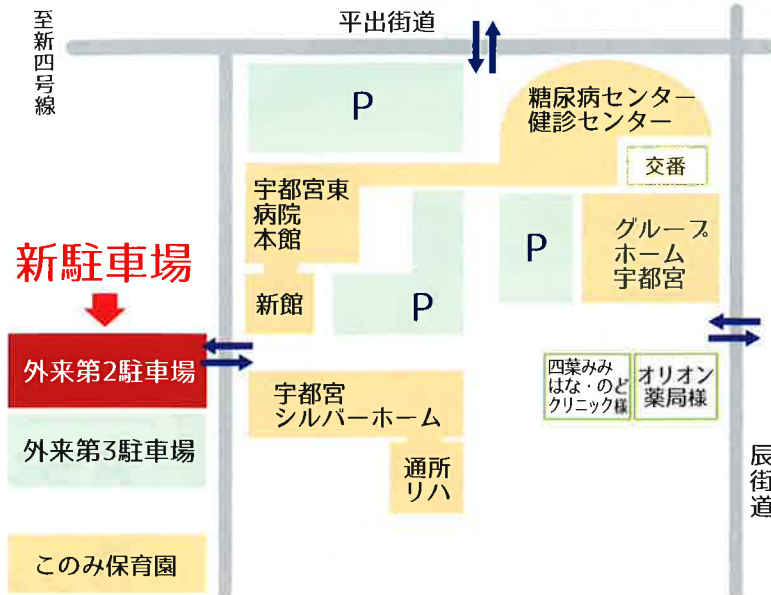 至新四号線
平出街道
P
糖尿病センター
健診センター
交番
宇都宮東
病院
本館
P
グループ
ホーム
宇都宮
新駐車場
新館
P
外来第2駐車場
四葉みみ
はな・のど
クリニック様
オリオン
薬局様
宇都宮
シルバーホーム
外来第3駐車場
通所
リハ
辰街道
このみ保育園